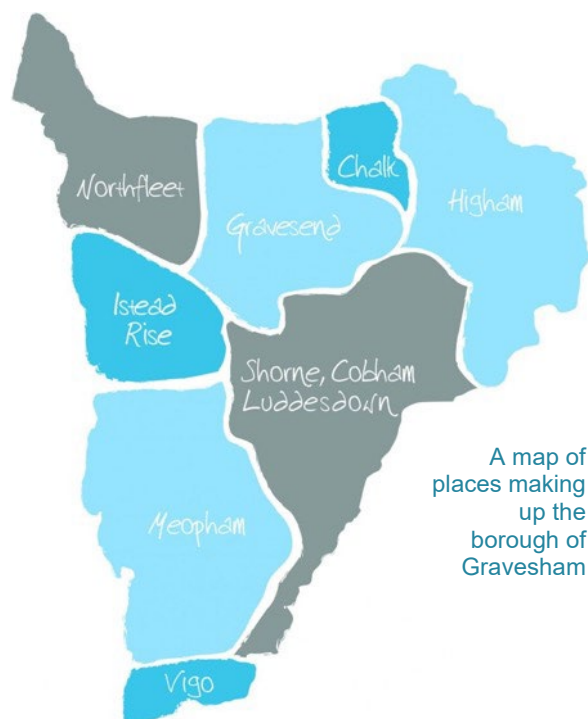 Northfleet
Chalk
Gravesend
Higham
Istead
Rise
Shorne, Cobham
Luddesdown
Meopham
Vigo
A map of
places making
up the
borough of
Gravesham